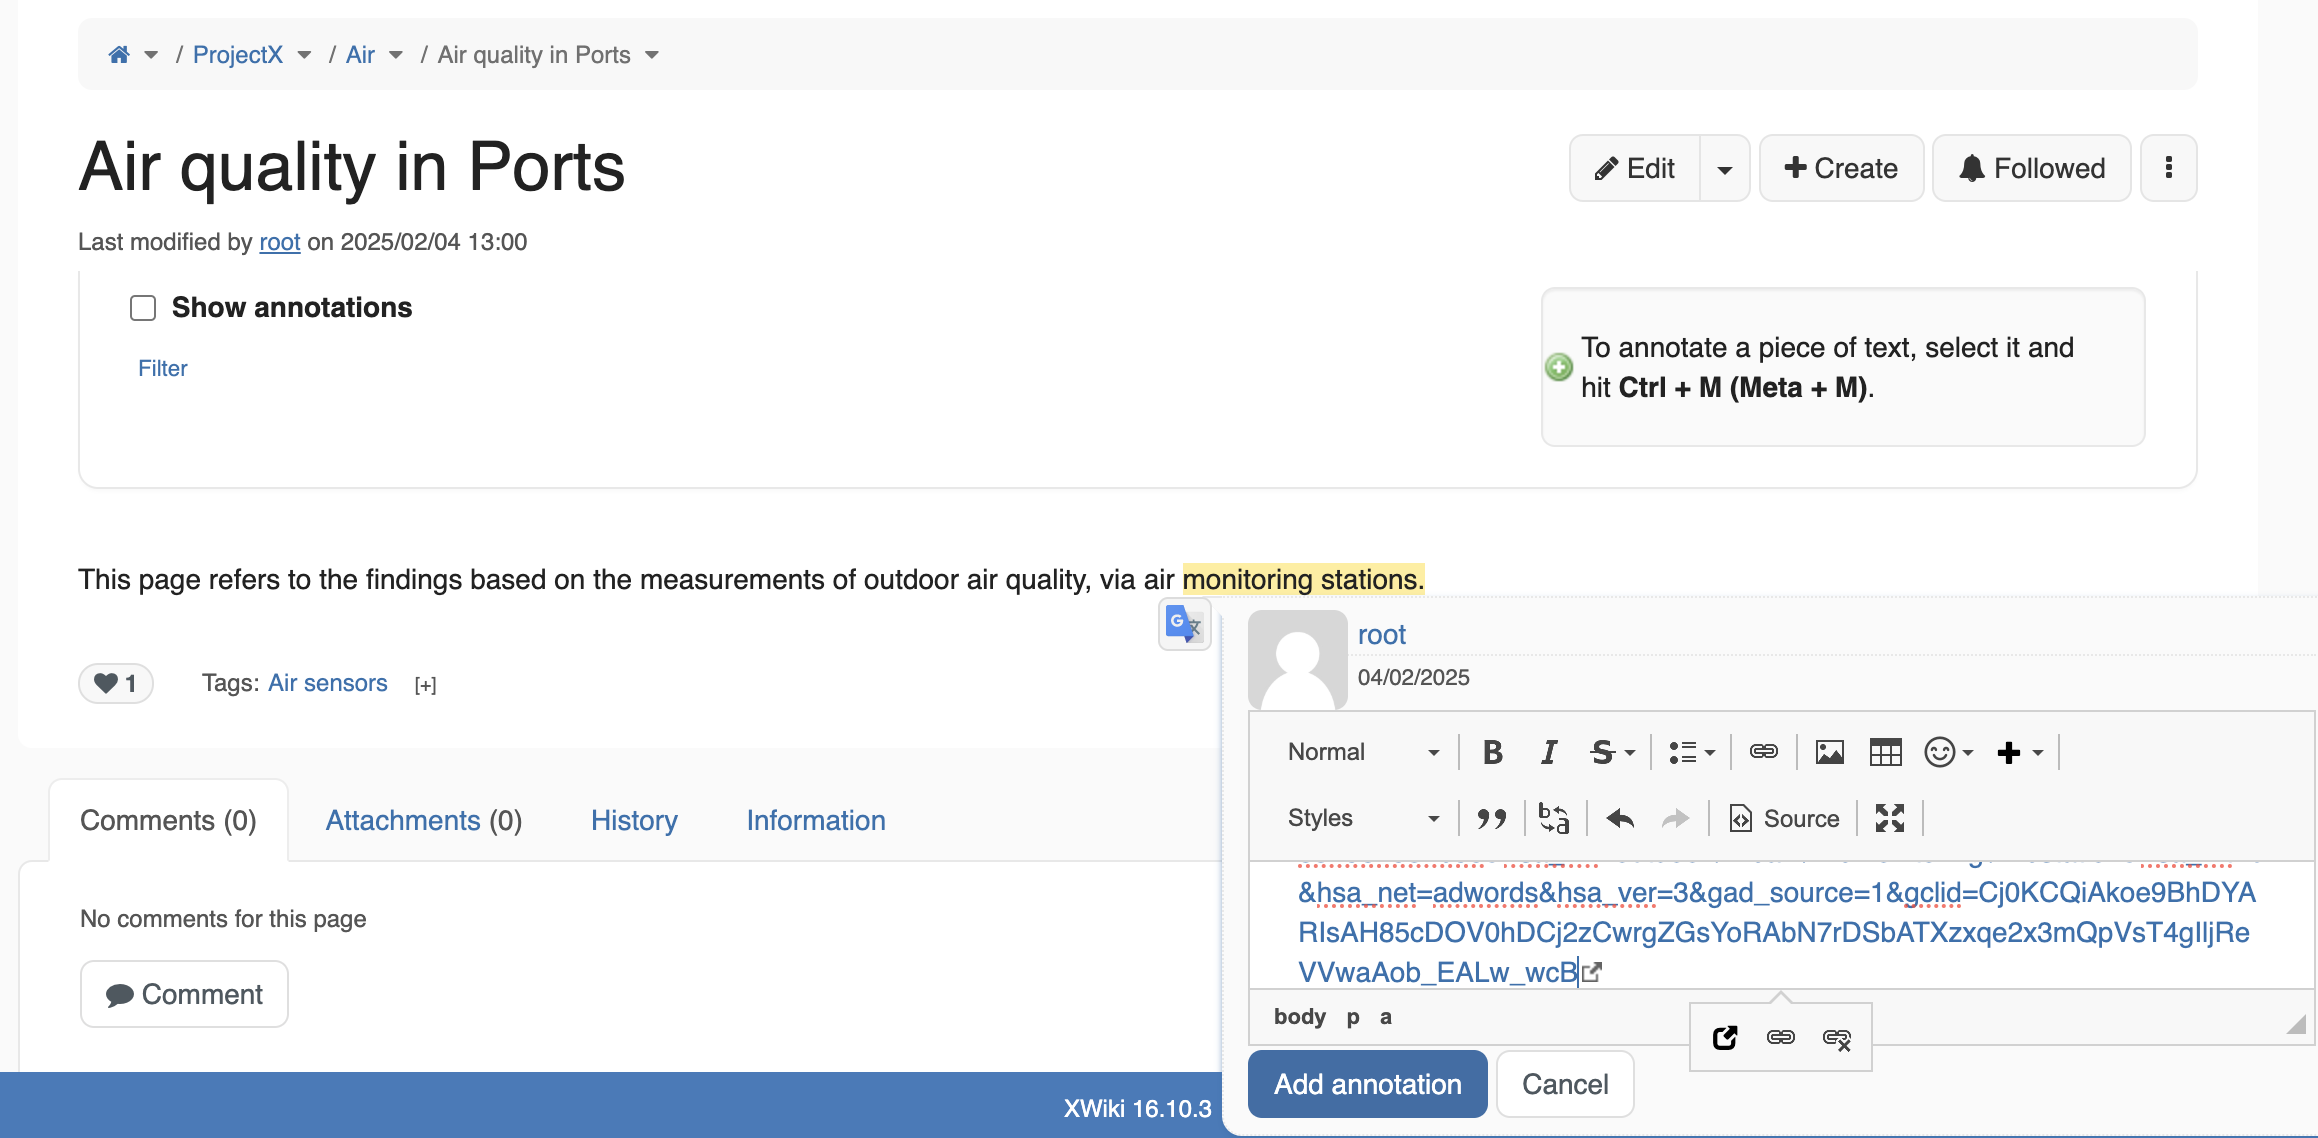 / ProjectX / Air / Air quality in Ports
Air quality in Ports
Edit Create Followed
Last modified by root on 2025/02/04 13:00
Show annotations
Filter
To annotate a piece of text, select it and
hit Ctrl + M (Meta + M).
This page refers to the findings based on the measurements of outdoor air quality, via air monitoring stations.
root
04/02/2025
1 Tags: Air sensors [+]
Normal B I S
Styles Source
Comments (0) Attachments (0) History Information
&hsa_net=adwords&hsa_ver=3&gad_source=1&gclid=Cj0KCQiAkoe9BhDYA
RIsAH85cDOV0hDCj2zCwrgZGsYoRAbN7rDSbATXzxqe2x3mQpVsT4gIljRe
VVwaAob_EALw_wcB
No comments for this page
Comment
body p a
Add annotation Cancel
XWiki 16.10.3